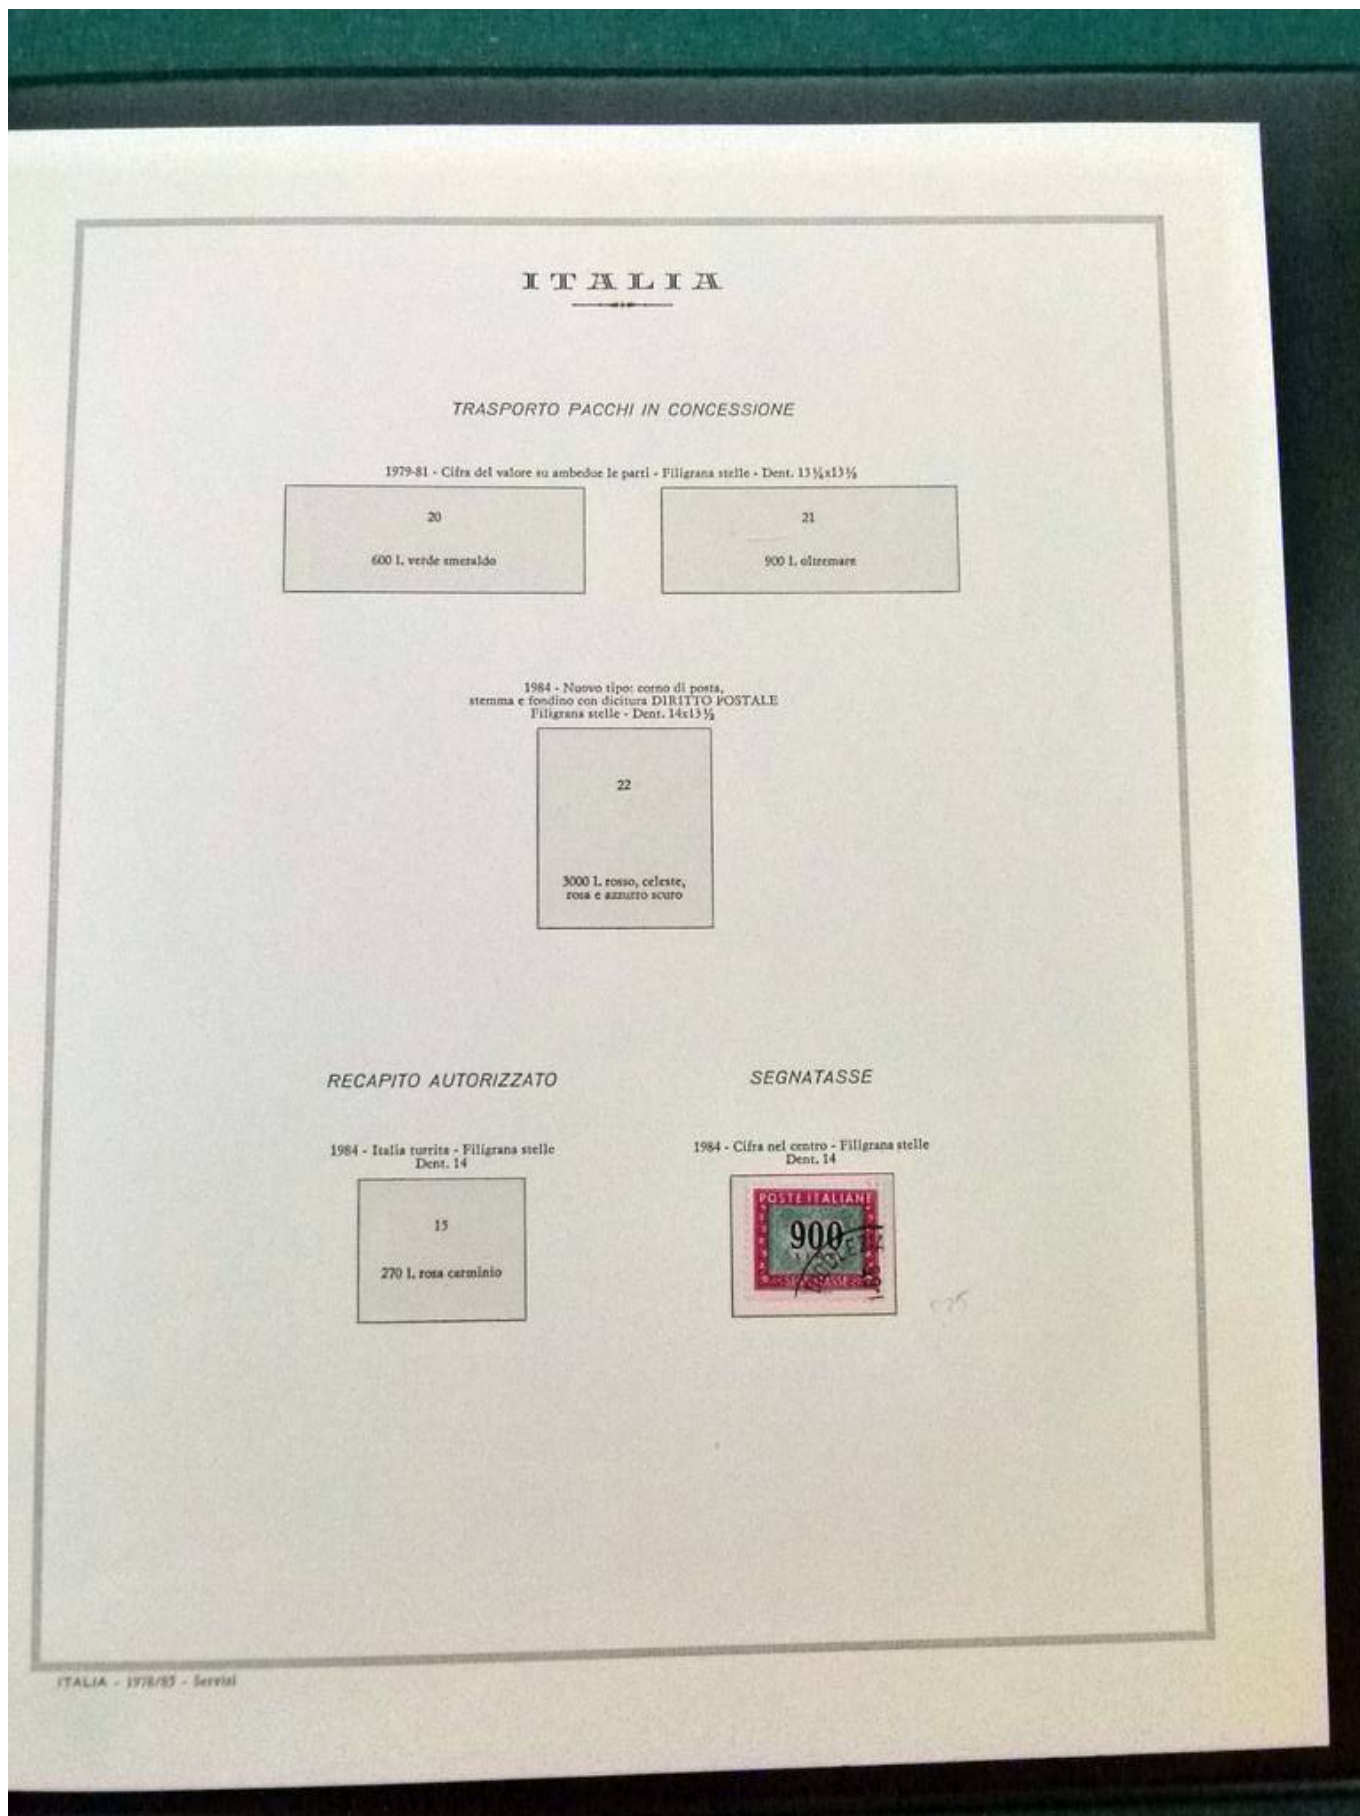 ITALIA
TRASPORTO PACCHI IN CONCESSIONE
1979-81 - Cifra del valore su ambedue le parti - Filigrana stelle - Dent. 13¼x13½
20
600 l. verde smeraldo
21
900 l. oltremare
1984 - Nuovo tipo: corno di posta,
stemma e fondino con dicitura DIRITTO POSTALE
Filigrana stelle - Dent. 14x13½
22
3000 l. rosso, celeste,
rosa e azzurro scuro
RECAPITO AUTORIZZATO
1984 - Italia turrita - Filigrana stelle
Dent. 14
15
270 l. rosa carminio
SEGNATASSE
1984 - Cifra nel centro - Filigrana stelle
Dent. 14
POSTE ITALIANE
900
LIRE
SEGNATASSE
ITALIA - 1978/85 - Servizi